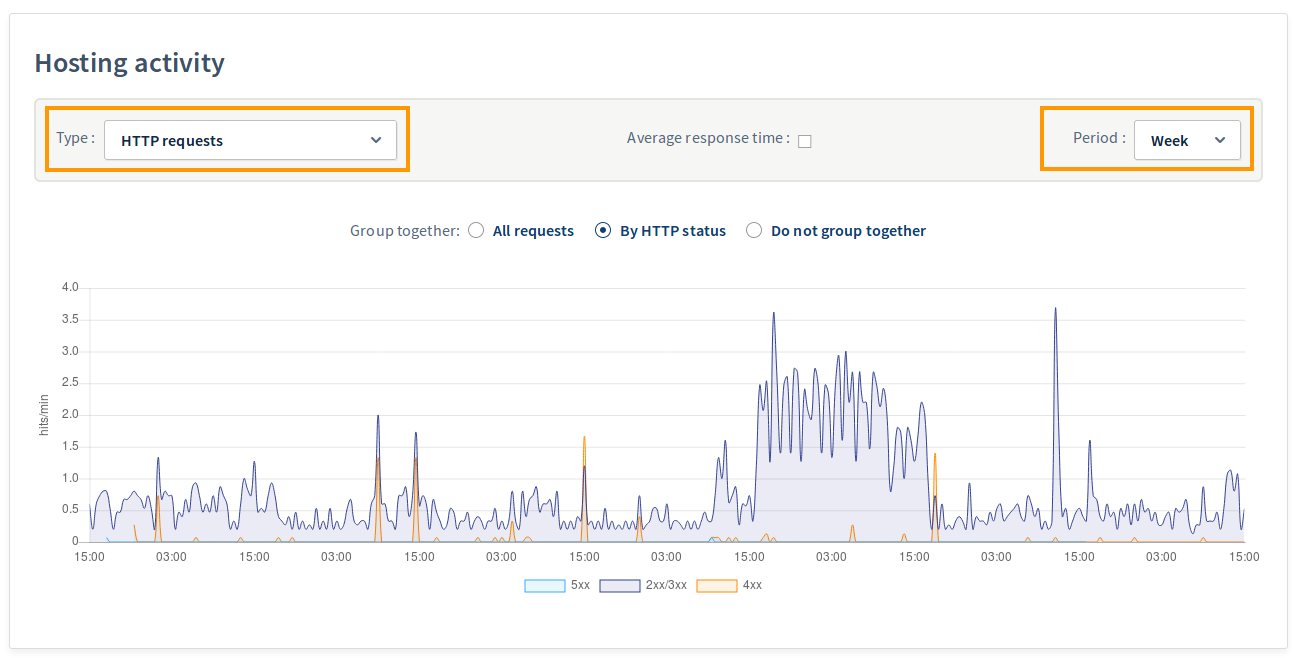 Hosting activity
Type : HTTP requests Average response time : Period : Week
Group together: All requests By HTTP status Do not group together
4.0
3.5
3.0
2.5
2.0
1.5
1.0
0.5
0
hits/min
15:00 03:00 15:00 03:00 15:00 03:00 15:00 03:00 15:00 03:00 15:00 03:00 15:00 03:00 15:00
5xx 2xx/3xx 4xx